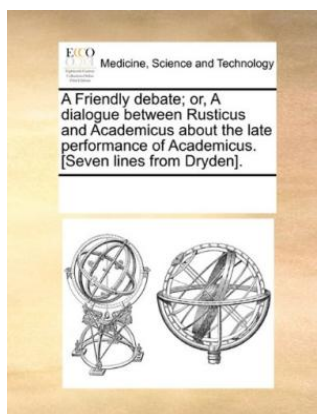 ECCO
Medicine, Science and Technology
A Friendly debate; or, A
dialogue between Rusticus
and Academicus about the late
performance of Academicus.
[Seven lines from Dryden].